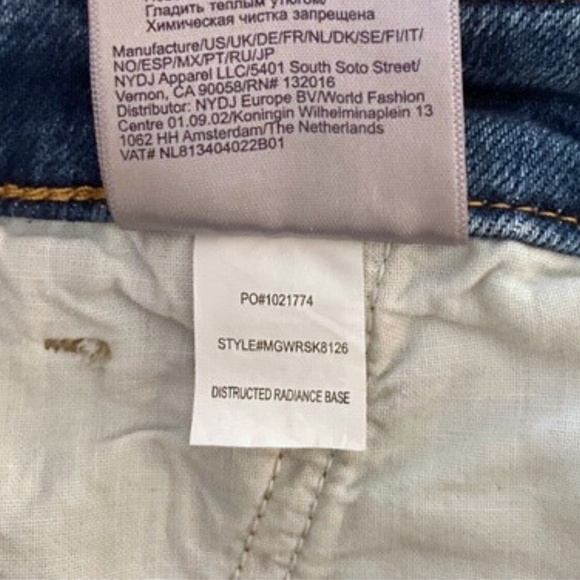 Гладить теплым утюгом/
Химическая чистка запрещена
Manufacture/US/UK/DE/FR/NL/DK/SE/FI/IT/
NO/ESP/MX/PT/RU/JP
NYDJ Apparel LLC/5401 South Soto Street/
Vernon, CA 90058/RN# 132016
Distributor: NYDJ Europe BV/World Fashion
Centre 01.09.02/Koningin Wilhelminaplein 13
1062 HH Amsterdam/The Netherlands
VAT# NL813404022B01
PO#1021774
STYLE#MGWRSK8126
DISTRUCTED RADIANCE BASE